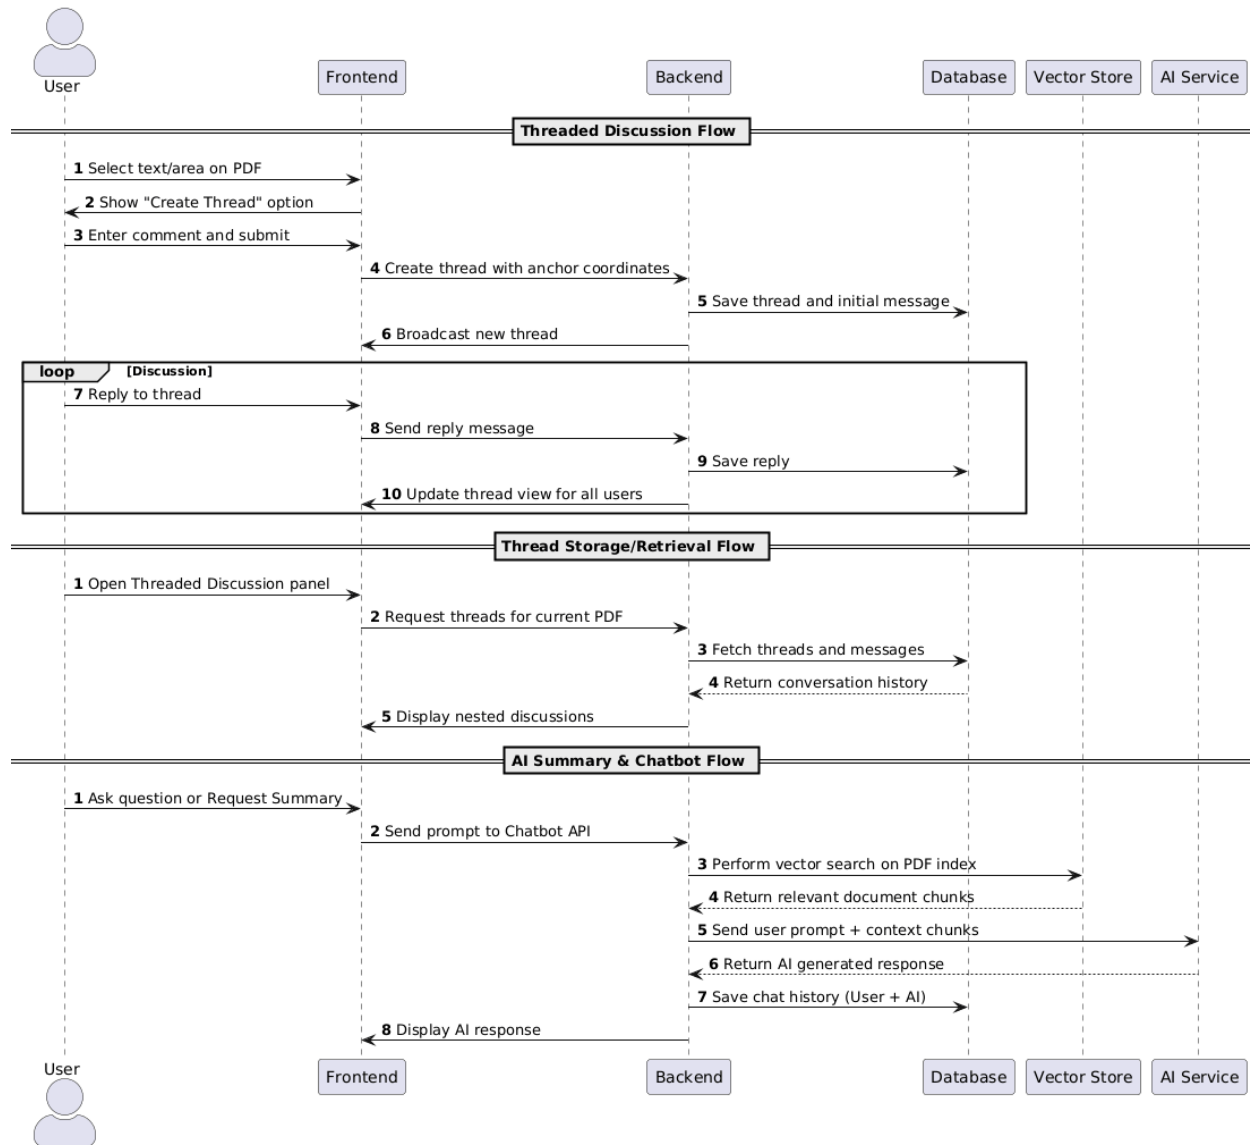 User
Frontend
Backend
Database
Vector Store
AI Service
Threaded Discussion Flow
1 Select text/area on PDF
2 Show "Create Thread" option
3 Enter comment and submit
4 Create thread with anchor coordinates
5 Save thread and initial message
6 Broadcast new thread
loop [Discussion]
7 Reply to thread
8 Send reply message
9 Save reply
10 Update thread view for all users
Thread Storage/Retrieval Flow
1 Open Threaded Discussion panel
2 Request threads for current PDF
3 Fetch threads and messages
4 Return conversation history
5 Display nested discussions
AI Summary & Chatbot Flow
1 Ask question or Request Summary
2 Send prompt to Chatbot API
3 Perform vector search on PDF index
4 Return relevant document chunks
5 Send user prompt + context chunks
6 Return AI generated response
7 Save chat history (User + AI)
8 Display AI response
User
Frontend
Backend
Database
Vector Store
AI Service